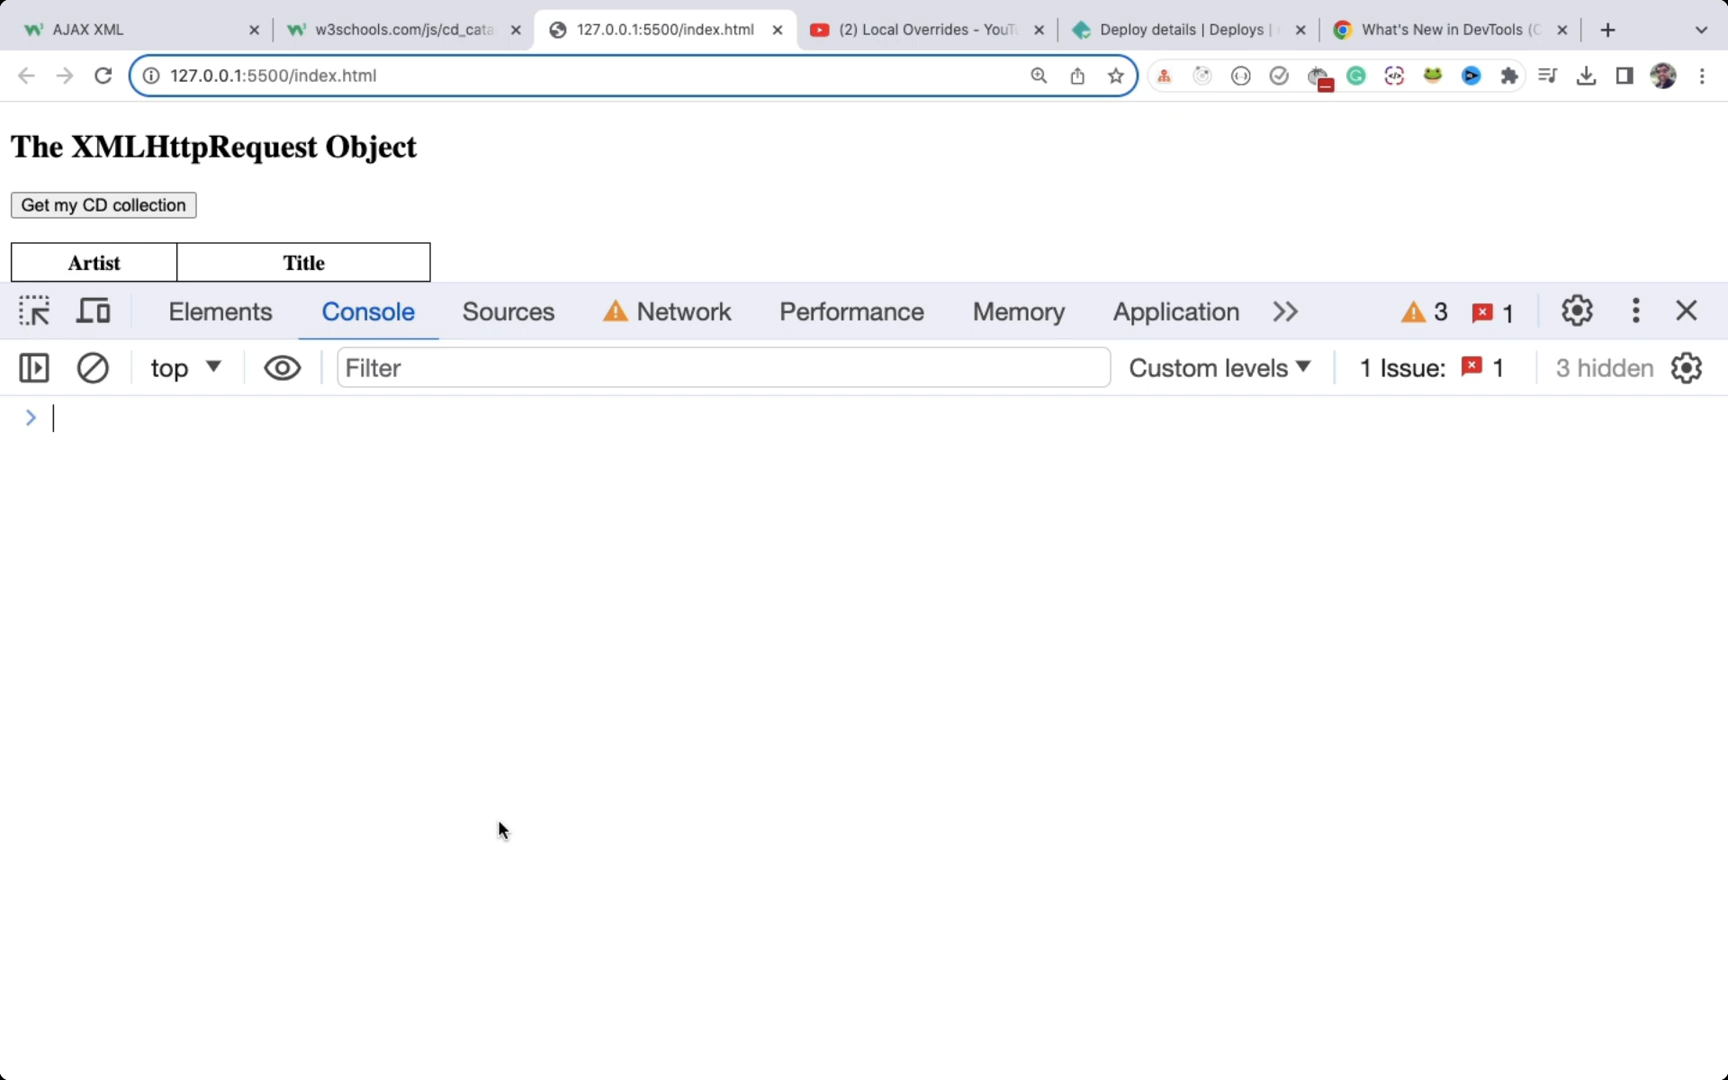 AJAX XML
w3schools.com/js/cd_cata
127.0.0.1:5500/index.html
(2) Local Overrides - YouT
Deploy details | Deploys |
What's New in DevTools (C
127.0.0.1:5500/index.html
The XMLHttpRequest Object
Get my CD collection
Artist Title
Elements Console Sources Network Performance Memory Application 3 1
top Filter Custom levels 1 Issue: 1 3 hidden